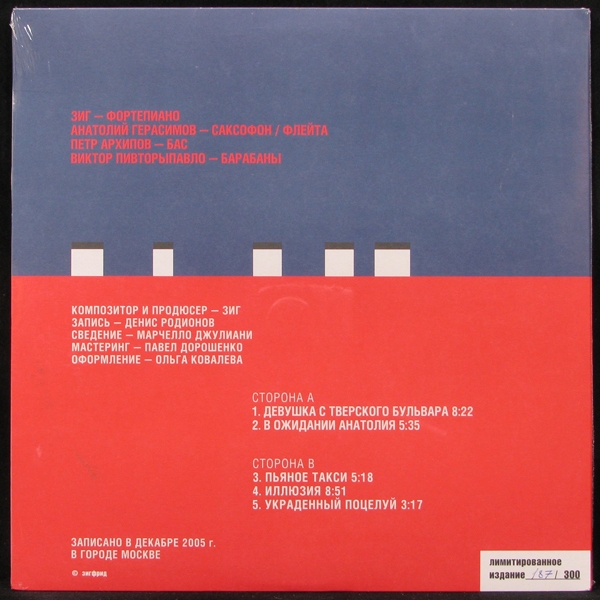 ЗИГ – ФОРТЕПИАНО
АНАТОЛИЙ ГЕРАСИМОВ – САКСОФОН / ФЛЕЙТА
ПЕТР АРХИПОВ – БАС
ВИКТОР ПИВТОРЫПАВЛО – БАРАБАНЫ
КОМПОЗИТОР И ПРОДЮСЕР – ЗИГ
ЗАПИСЬ – ДЕНИС РОДИОНОВ
СВЕДЕНИЕ – МАРЧЕЛЛО ДЖУЛИАНИ
МАСТЕРИНГ – ПАВЕЛ ДОРОШЕНКО
ОФОРМЛЕНИЕ – ОЛЬГА КОВАЛЕВА
СТОРОНА А
1. ДЕВУШКА С ТВЕРСКОГО БУЛЬВАРА 8:22
2. В ОЖИДАНИИ АНАТОЛИЯ 5:35
СТОРОНА В
3. ПЬЯНОЕ ТАКСИ 5:18
4. ИЛЛЮЗИЯ 8:51
5. УКРАДЕННЫЙ ПОЦЕЛУЙ 3:17
ЗАПИСАНО В ДЕКАБРЕ 2005 г.
В ГОРОДЕ МОСКВЕ
© зигфрид
лимитированное
издание 300